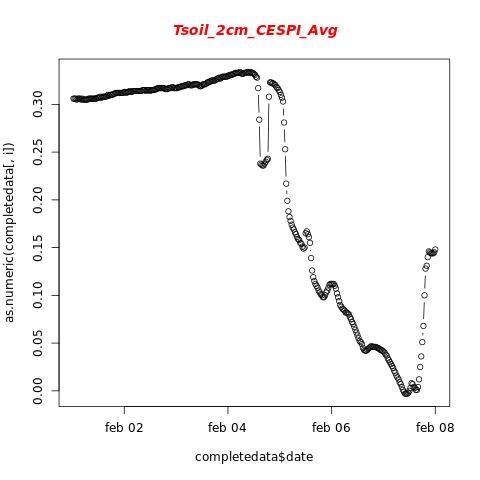 Tsoil_2cm_CESPI_Avg
as.numeric(completedata[, i])
0.30
0.25
0.20
0.15
0.10
0.05
0.00
feb 02 feb 04 feb 06 feb 08
completedata$date